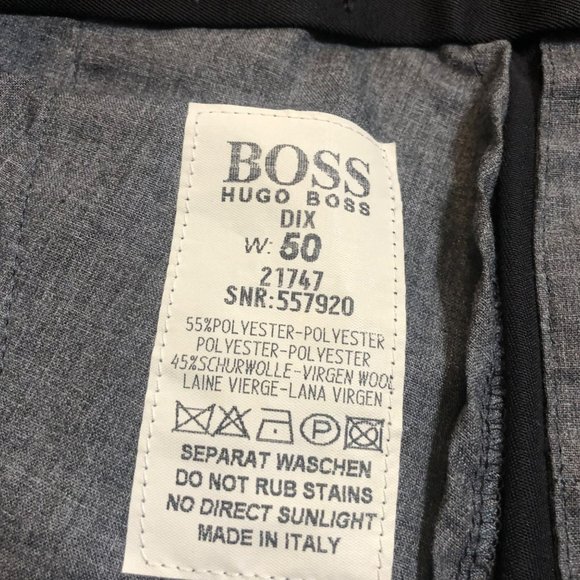 BOSS
HUGO BOSS
DIX
W: 50
21747
SNR:557920
55%POLYESTER-POLYESTER
POLYESTER-POLYESTER
45%SCHURWOLLE-VIRGEN WOOL
LAINE VIERGE-LANA VIRGEN
P
SEPARAT WASCHEN
DO NOT RUB STAINS
NO DIRECT SUNLIGHT
MADE IN ITALY